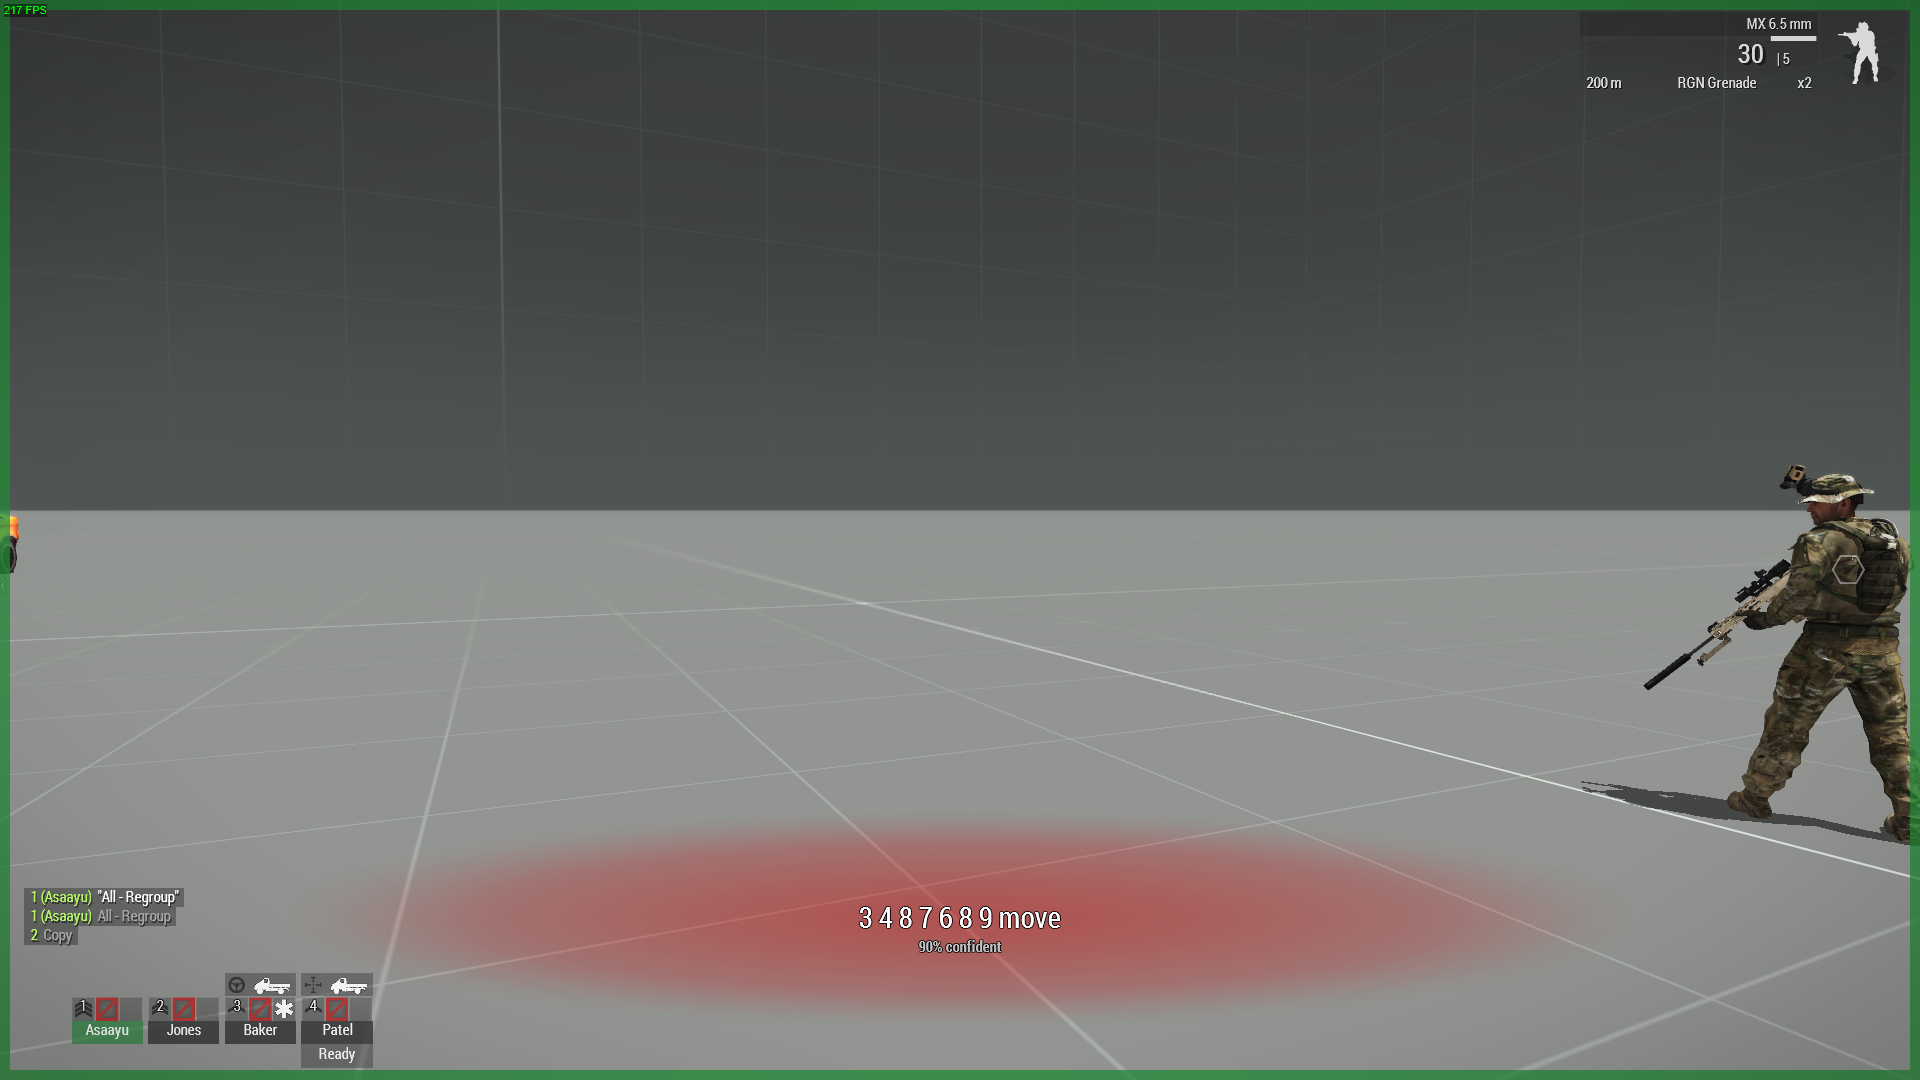 217 FPS
MX 6.5 mm
30 | 5
200 m RGN Grenade x2
1 (Asaayu) "All - Regroup"
1 (Asaayu) All - Regroup
2 Copy
3 4 8 7 6 8 9 move
90% confident
1 2 3 4
Asaayu Jones Baker Patel
Ready